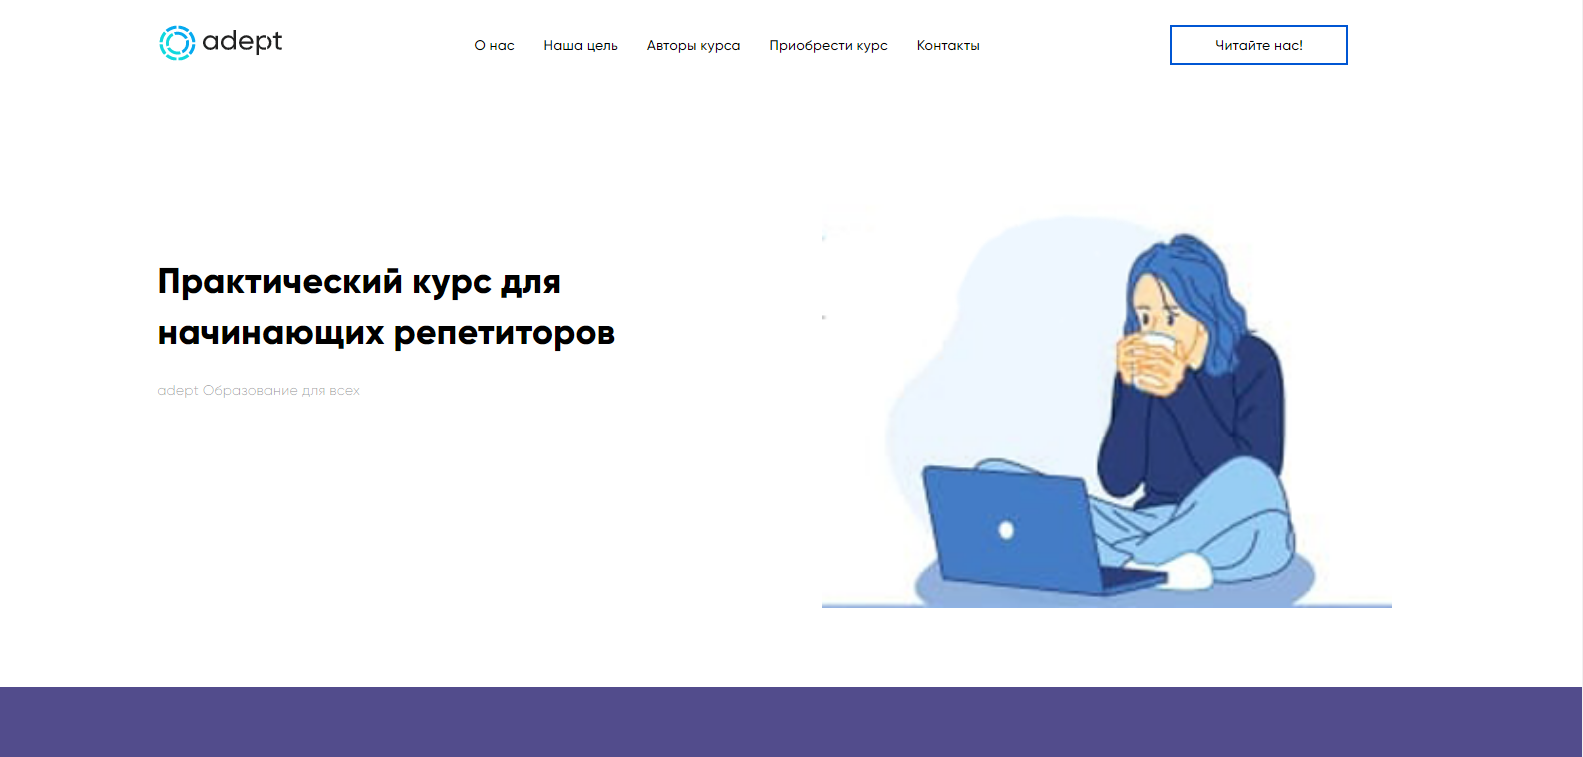 adept
О нас
Наша цель
Авторы курса
Приобрести курс
Контакты
Читайте нас!
Практический курс для
начинающих репетиторов
adept Образование для всех